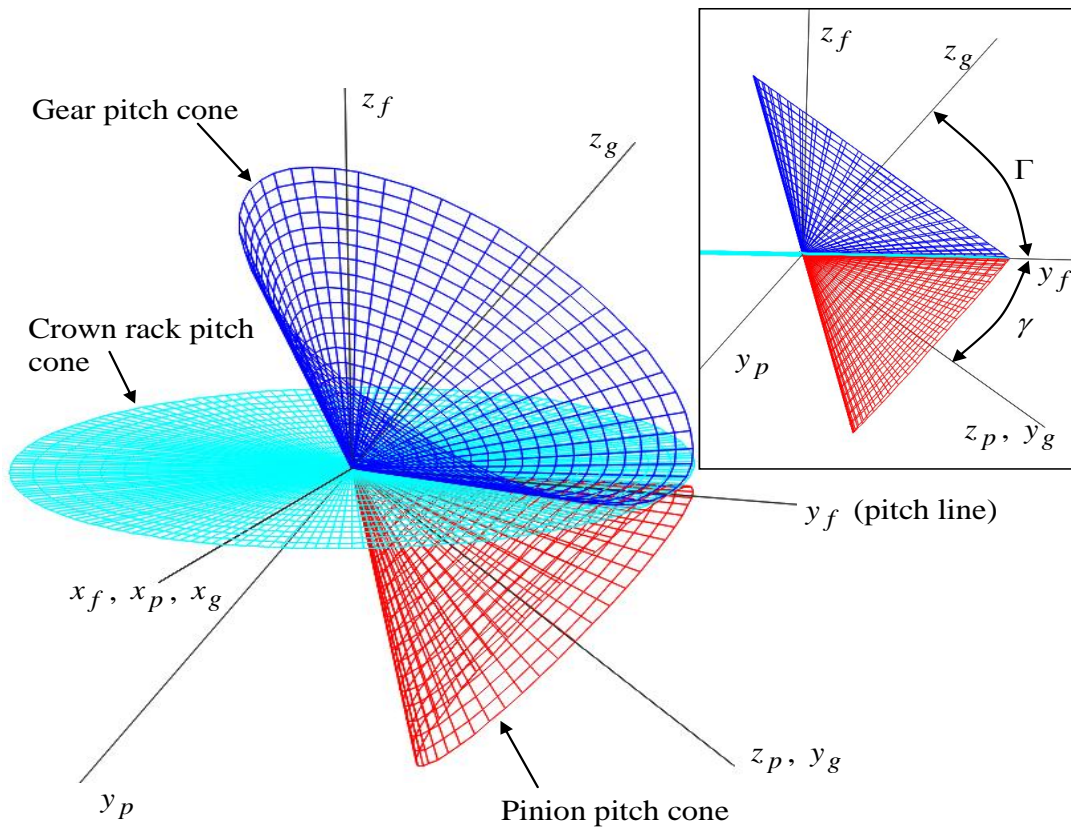 Gear pitch cone
z_f
z_g
Crown rack pitch
cone
y_f (pitch line)
x_f, x_p, x_g
y_p
z_p, y_g
Pinion pitch cone
z_f
z_g
Γ
y_f
γ
y_p
z_p, y_g